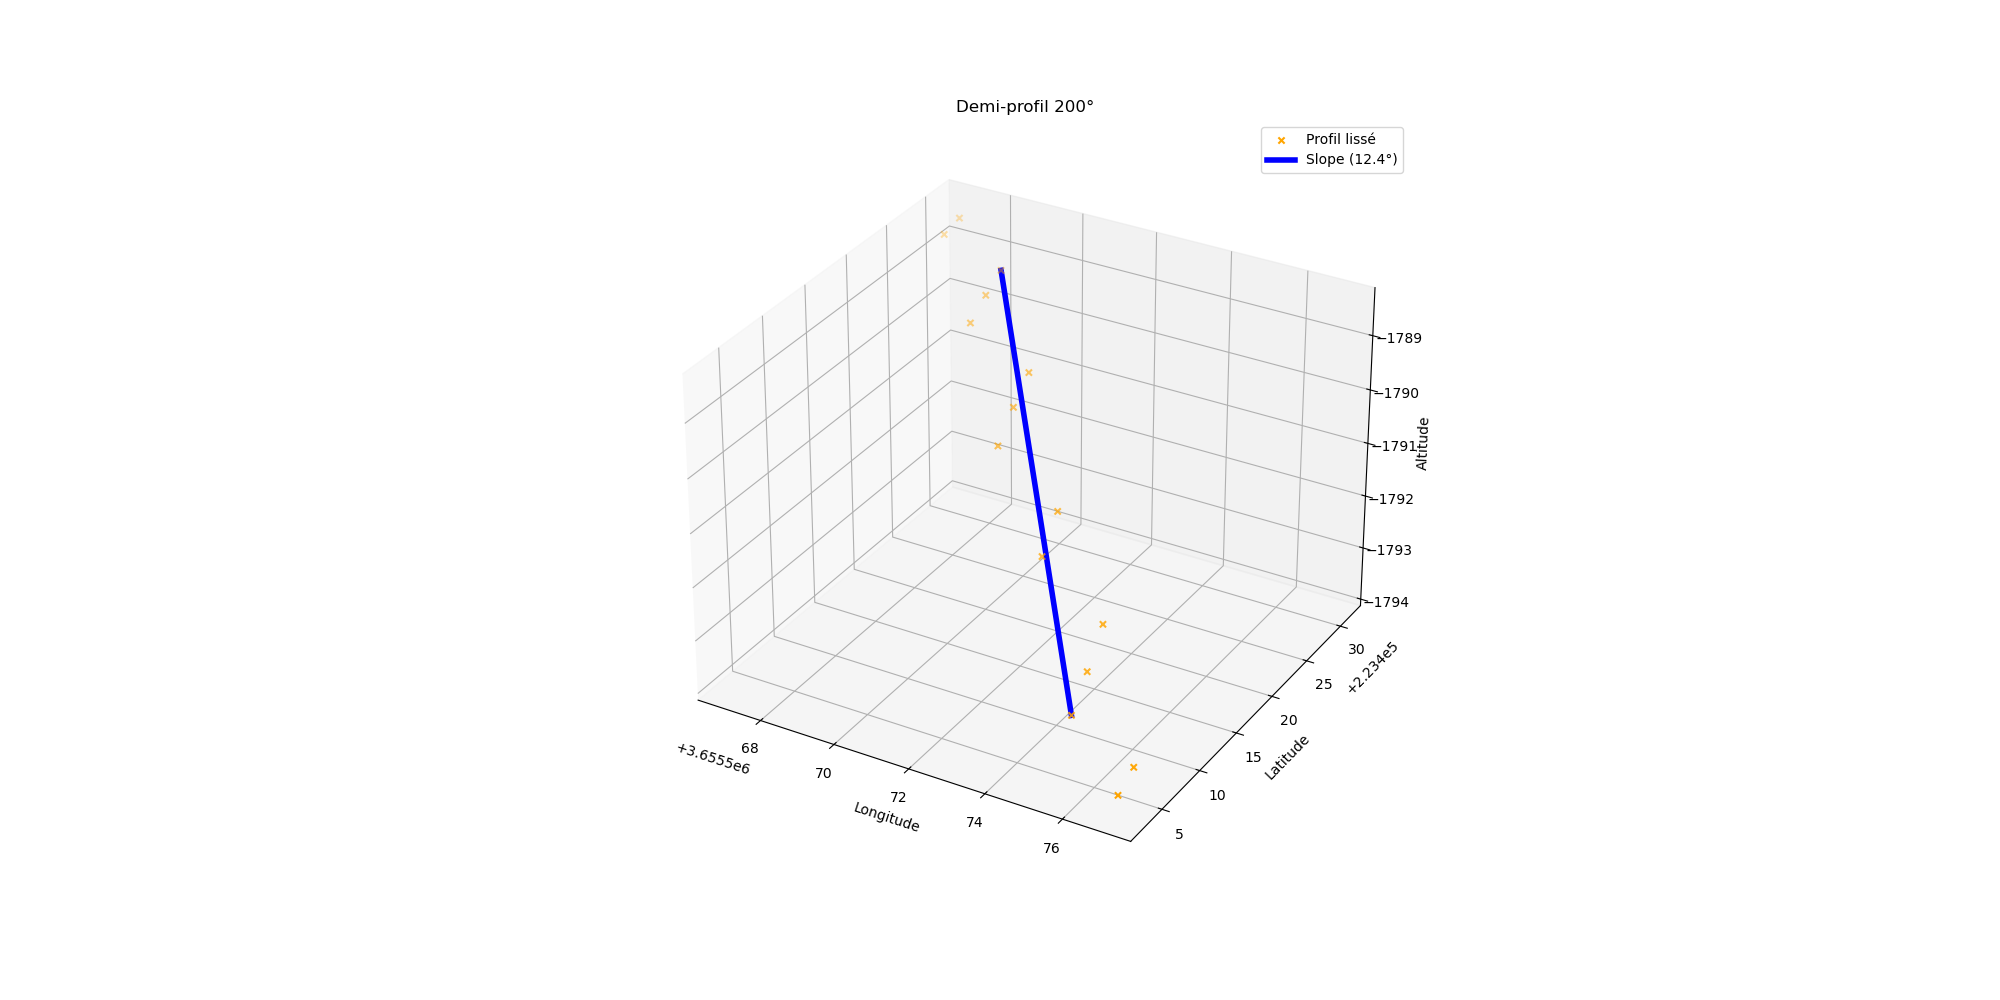 Demi-profil 200°
Profil lissé
Slope (12.4°)
−1789
−1790
−1791
−1792
−1793
−1794
Altitude
30
25
20
15
10
5
+2.234e5
Latitude
68
70
72
74
76
+3.6555e6
Longitude